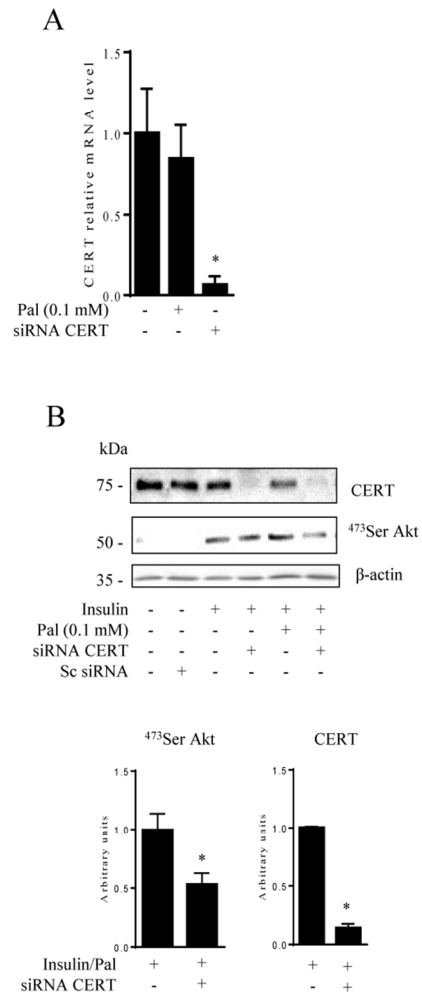 A
CERT relative mRNA level
1.5
1.0
0.5
0.0
*
Pal (0.1 mM) - + -
siRNA CERT - - +
B
kDa
75 -
CERT
50 -
473Ser Akt
35 -
β-actin
Insulin - - + + + +
Pal (0.1 mM) - - - - + +
siRNA CERT - - - + - +
Sc siRNA - + - - - -
473Ser Akt CERT
Arbitrary units
1.5
1.0
0.5
0.0
*
Arbitrary units
1.5
1.0
0.5
0.0
*
Insulin/Pal + + + +
siRNA CERT - + - +